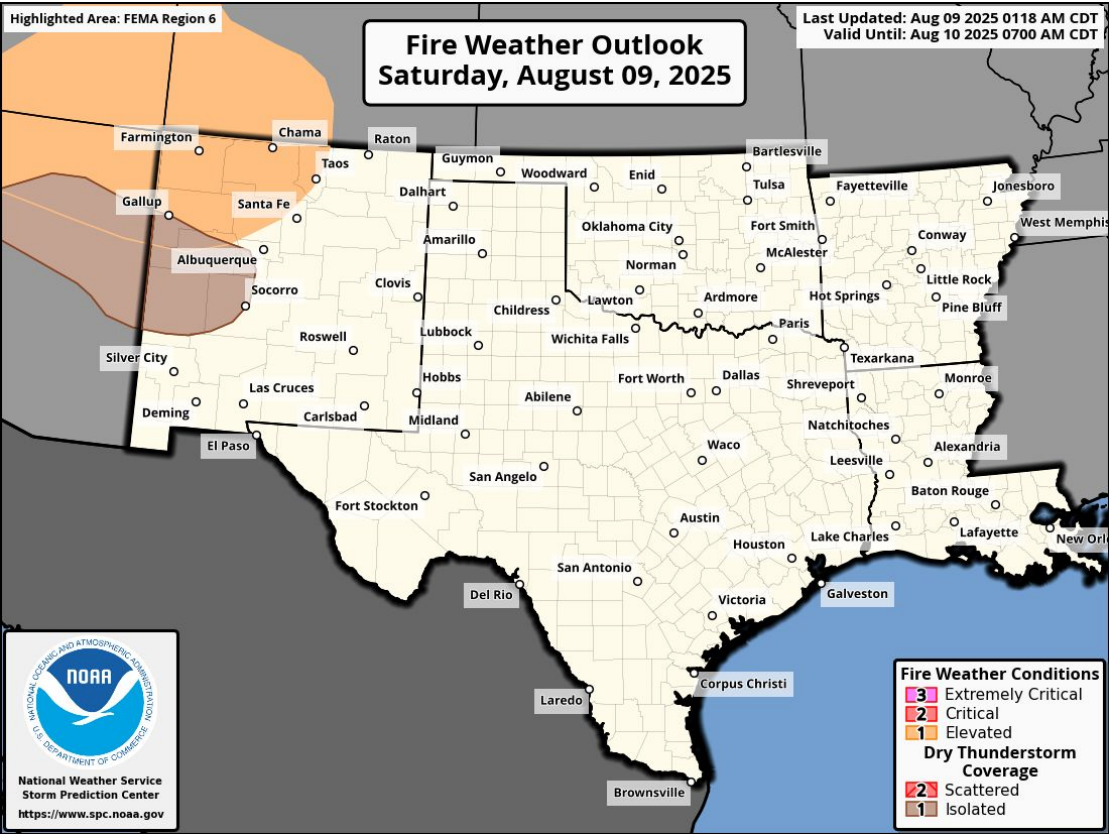 Highlighted Area: FEMA Region 6
Fire Weather Outlook
Saturday, August 09, 2025
Last Updated: Aug 09 2025 0118 AM CDT
Valid Until: Aug 10 2025 0700 AM CDT
Farmington
Chama
Raton
Taos
Guymon
Woodward
Enid
Bartlesville
Tulsa
Fayetteville
Jonesboro
Gallup
Santa Fe
Dalhart
Oklahoma City
Fort Smith
West Memphis
Albuquerque
Amarillo
Norman
McAlester
Conway
Socorro
Clovis
Childress
Lawton
Ardmore
Hot Springs
Little Rock
Pine Bluff
Roswell
Lubbock
Wichita Falls
Paris
Texarkana
Silver City
Las Cruces
Hobbs
Abilene
Fort Worth
Dallas
Shreveport
Monroe
Deming
Carlsbad
Midland
Natchitoches
El Paso
San Angelo
Waco
Leesville
Alexandria
Fort Stockton
Austin
Baton Rouge
Houston
Lake Charles
Lafayette
New Orl
Del Rio
San Antonio
Galveston
Victoria
Laredo
Corpus Christi
Brownsville
NATIONAL OCEANIC AND ATMOSPHERIC ADMINISTRATION
NOAA
U.S. DEPARTMENT OF COMMERCE
National Weather Service
Storm Prediction Center
https://www.spc.noaa.gov
Fire Weather Conditions
3 Extremely Critical
2 Critical
1 Elevated
Dry Thunderstorm
Coverage
2 Scattered
1 Isolated